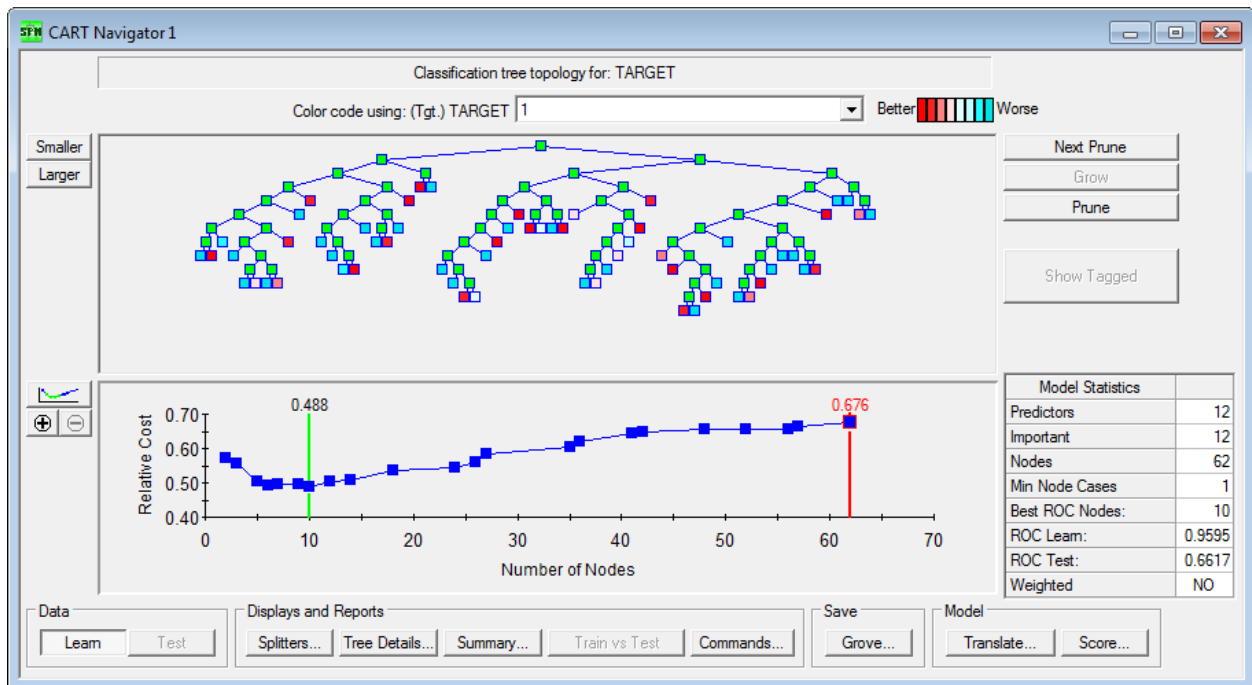 SPM CART Navigator 1
Classification tree topology for: TARGET
Color code using: (Tgt.) TARGET 1 Better Worse
Smaller
Larger
Next Prune
Grow
Prune
Show Tagged
0.488 0.676
Relative Cost
0.70
0.60
0.50
0.40
0 10 20 30 40 50 60 70
Number of Nodes
Model Statistics
Predictors 12
Important 12
Nodes 62
Min Node Cases 1
Best ROC Nodes: 10
ROC Learn: 0.9595
ROC Test: 0.6617
Weighted NO
Data Displays and Reports Save Model
Learn Test Splitters... Tree Details... Summary... Train vs Test Commands... Grove... Translate... Score...